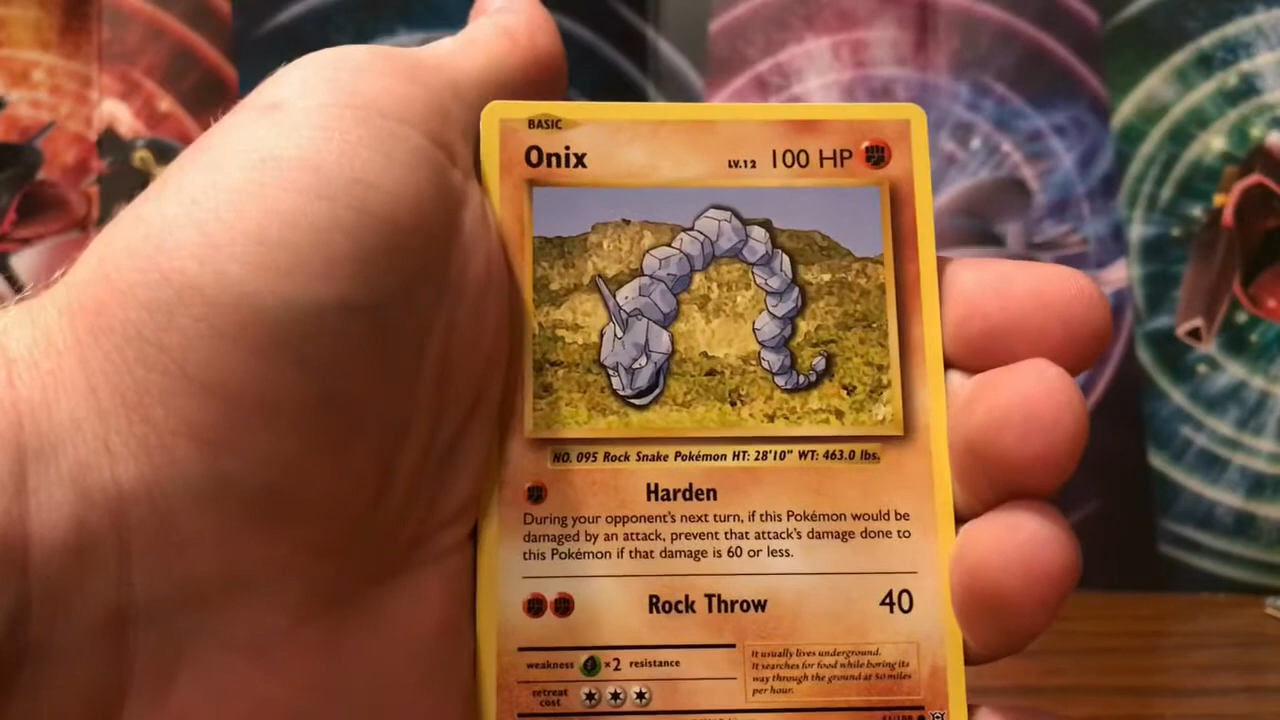 BASIC
Onix LV.12 100 HP
NO. 095 Rock Snake Pokémon HT: 28'10" WT: 463.0 lbs.
Harden
During your opponent's next turn, if this Pokémon would be
damaged by an attack, prevent that attack's damage done to
this Pokémon if that damage is 60 or less.
Rock Throw 40
weakness ×2 resistance
It usually lives underground.
It searches for food while boring its
way through the ground at 50 miles
per hour.
retreat
cost